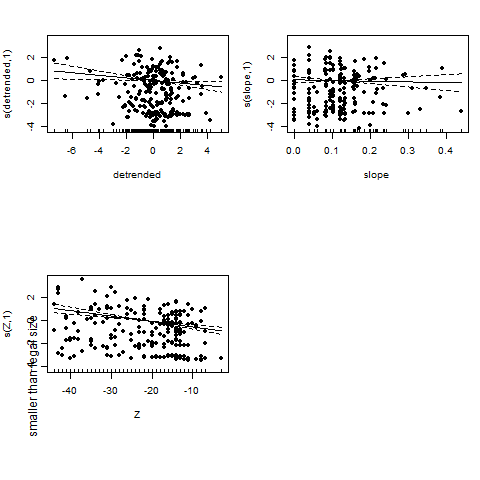 s(detrended,1)
2
0
-2
-4
-6 -4 -2 0 2 4
detrended
s(slope,1)
2
0
-2
-4
0.0 0.1 0.2 0.3 0.4
slope
s(Z,1)
smaller than legal size
2
-4
-40 -30 -20 -10
Z